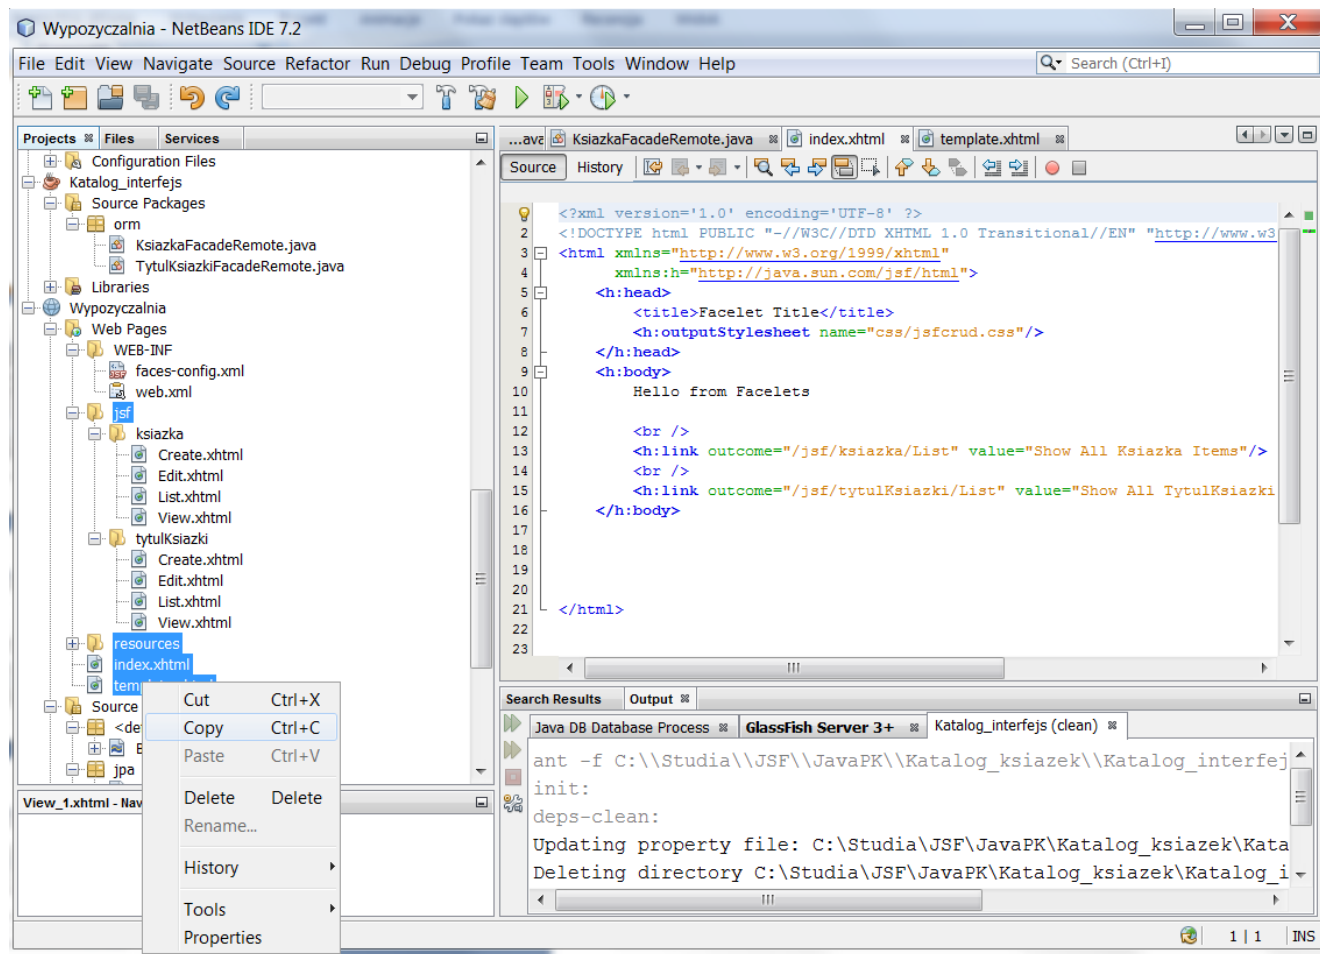 Wypozyczalnia - NetBeans IDE 7.2
File Edit View Navigate Source Refactor Run Debug Profile Team Tools Window Help
Search (Ctrl+I)
Projects Files Services
Configuration Files
Katalog_interfejs
Source Packages
orm
KsiazkaFacadeRemote.java
TytulKsiazkiFacadeRemote.java
Libraries
Wypozyczalnia
Web Pages
WEB-INF
faces-config.xml
web.xml
jsf
ksiazka
Create.xhtml
Edit.xhtml
List.xhtml
View.xhtml
tytulKsiazki
Create.xhtml
Edit.xhtml
List.xhtml
View.xhtml
resources
index.xhtml
Source
<de
jpa
View_1.xhtml - Nav
Cut Ctrl+X
Copy Ctrl+C
Paste Ctrl+V
Delete Delete
Rename...
History
Tools
Properties
...ava KsiazkaFacadeRemote.java index.xhtml template.xhtml
Source History
<?xml version='1.0' encoding='UTF-8' ?>
2 <!DOCTYPE html PUBLIC "-//W3C//DTD XHTML 1.0 Transitional//EN" "http://www.w3
3 <html xmlns="http://www.w3.org/1999/xhtml"
4 xmlns:h="http://java.sun.com/jsf/html">
5 <h:head>
6 <title>Facelet Title</title>
7 <h:outputStylesheet name="css/jsfcrud.css"/>
8 </h:head>
9 <h:body>
10 Hello from Facelets
11
12 <br />
13 <h:link outcome="/jsf/ksiazka/List" value="Show All Ksiazka Items"/>
14 <br />
15 <h:link outcome="/jsf/tytulKsiazki/List" value="Show All TytulKsiazki
16 </h:body>
17
18
19
20
21 </html>
22
23
Search Results Output
Java DB Database Process GlassFish Server 3+ Katalog_interfejs (clean)
ant -f C:\\Studia\\JSF\\JavaPK\\Katalog_ksiazek\\Katalog_interfej
init:
deps-clean:
Updating property file: C:\Studia\JSF\JavaPK\Katalog_ksiazek\Kata
Deleting directory C:\Studia\JSF\JavaPK\Katalog_ksiazek\Katalog_i
1 | 1 INS